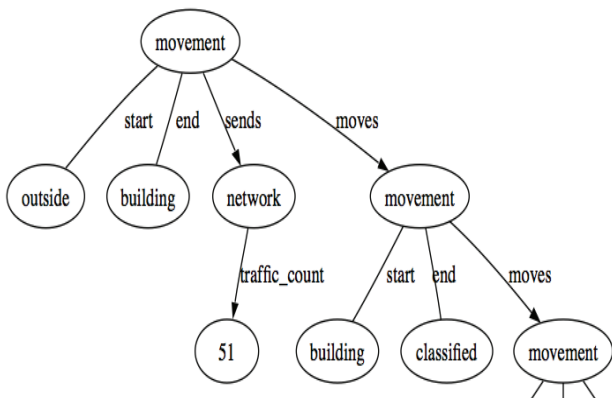 movement
start end sends moves
outside building network movement
traffic_count start end moves
51 building classified movement